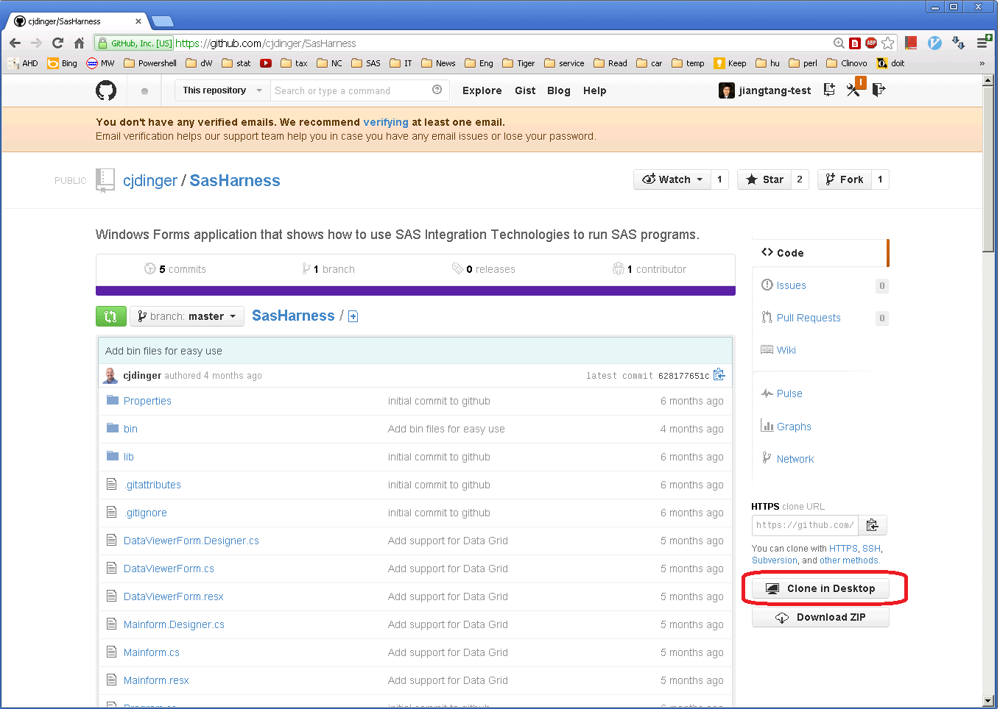 cjdinger/SasHarness
GitHub, Inc. [US] https://github.com/cjdinger/SasHarness
AHD Bing MW Powershell dW stat tax NC SAS IT News Eng Tiger service Read car temp Keep hu perl Clinovo doit »
This repository Search or type a command Explore Gist Blog Help jiangtang-test
You don't have any verified emails. We recommend verifying at least one email.
Email verification helps our support team help you in case you have any email issues or lose your password.
PUBLIC cjdinger / SasHarness Watch 1 Star 2 Fork 1
Windows Forms application that shows how to use SAS Integration Technologies to run SAS programs.
5 commits 1 branch 0 releases 1 contributor
branch: master SasHarness /
Add bin files for easy use
cjdinger authored 4 months ago latest commit 628177651c
Properties initial commit to github 6 months ago
bin Add bin files for easy use 4 months ago
lib initial commit to github 6 months ago
.gitattributes initial commit to github 6 months ago
.gitignore initial commit to github 6 months ago
DataViewerForm.Designer.cs Add support for Data Grid 5 months ago
DataViewerForm.cs Add support for Data Grid 5 months ago
DataViewerForm.resx Add support for Data Grid 5 months ago
Mainform.Designer.cs Add support for Data Grid 5 months ago
Mainform.cs Add support for Data Grid 5 months ago
Mainform.resx Add support for Data Grid 5 months ago
Program.cs initial commit to github 6 months ago
Code
Issues 0
Pull Requests 0
Wiki
Pulse
Graphs
Network
HTTPS clone URL
https://github.com/
You can clone with HTTPS, SSH,
Subversion, and other methods.
Clone in Desktop
Download ZIP